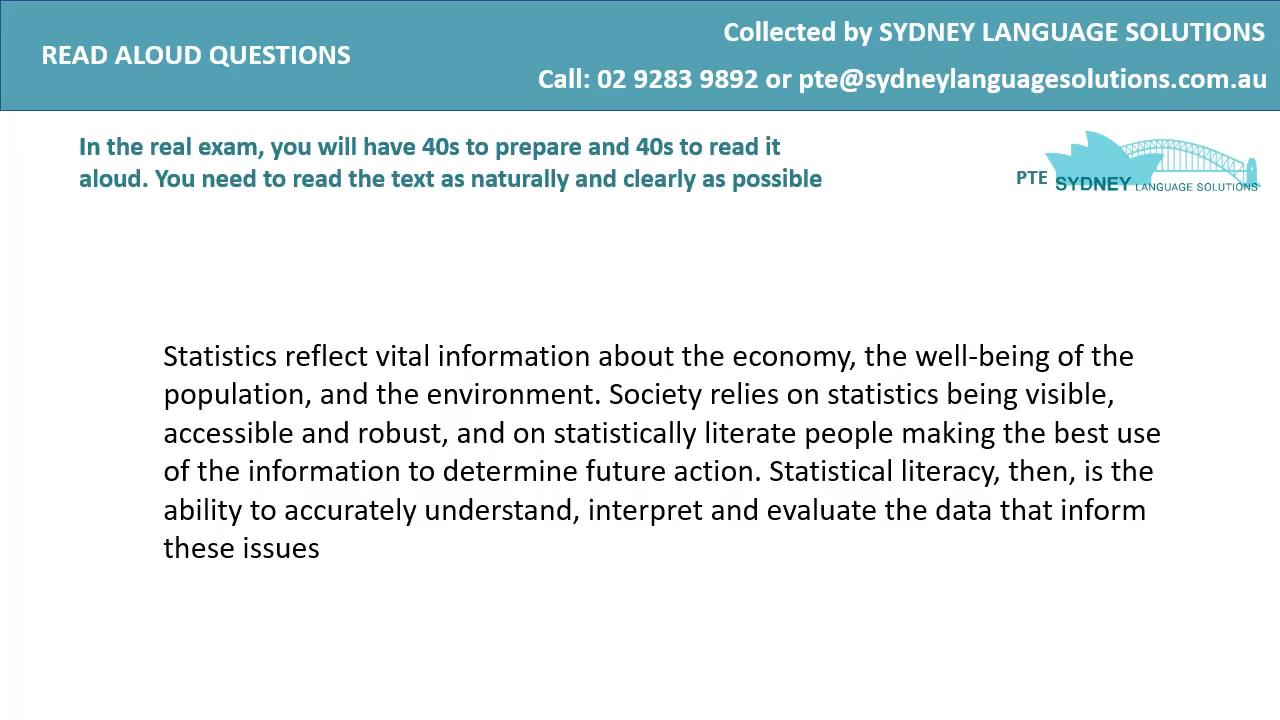 READ ALOUD QUESTIONS
Collected by SYDNEY LANGUAGE SOLUTIONS
Call: 02 9283 9892 or pte@sydneylanguagesolutions.com.au
In the real exam, you will have 40s to prepare and 40s to read it
aloud. You need to read the text as naturally and clearly as possible
PTE SYDNEY LANGUAGE SOLUTIONS
Statistics reflect vital information about the economy, the well-being of the
population, and the environment. Society relies on statistics being visible,
accessible and robust, and on statistically literate people making the best use
of the information to determine future action. Statistical literacy, then, is the
ability to accurately understand, interpret and evaluate the data that inform
these issues